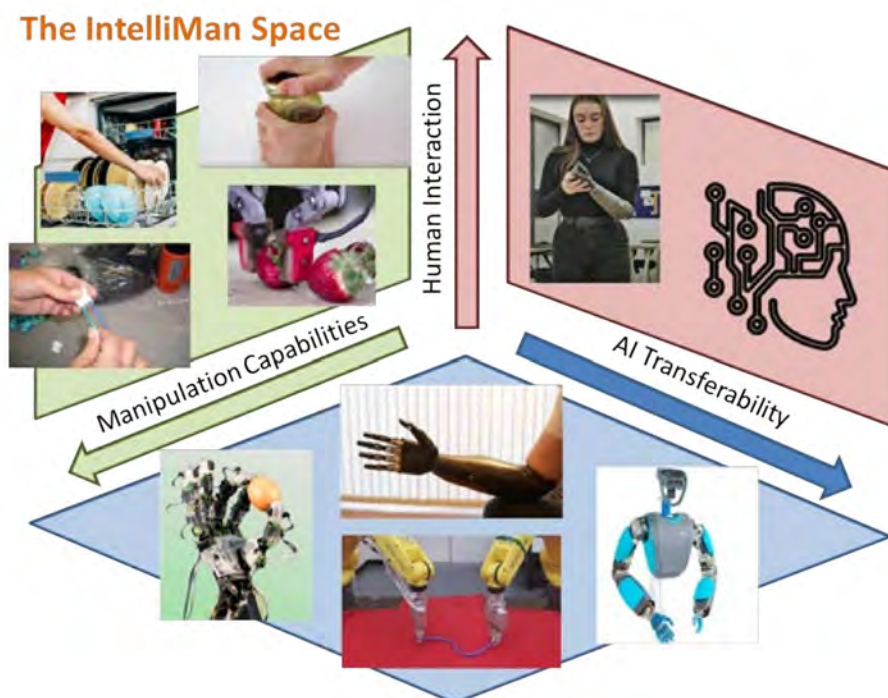 The IntelliMan Space
Human Interaction
Manipulation Capabilities
AI Transferability